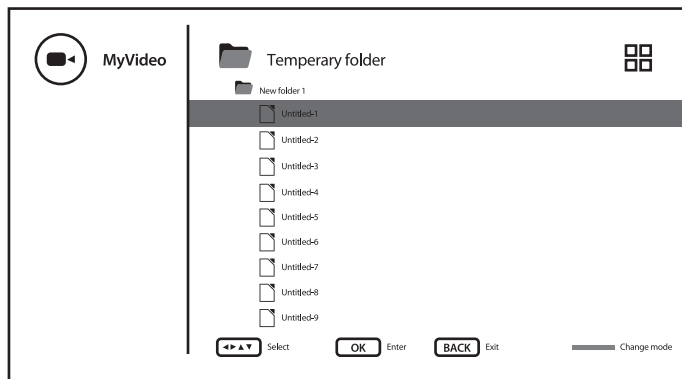 MyVideo
Temperary folder
New folder 1
Untitled-1
Untitled-2
Untitled-3
Untitled-4
Untitled-5
Untitled-6
Untitled-7
Untitled-8
Untitled-9
Select OK Enter BACK Exit Change mode